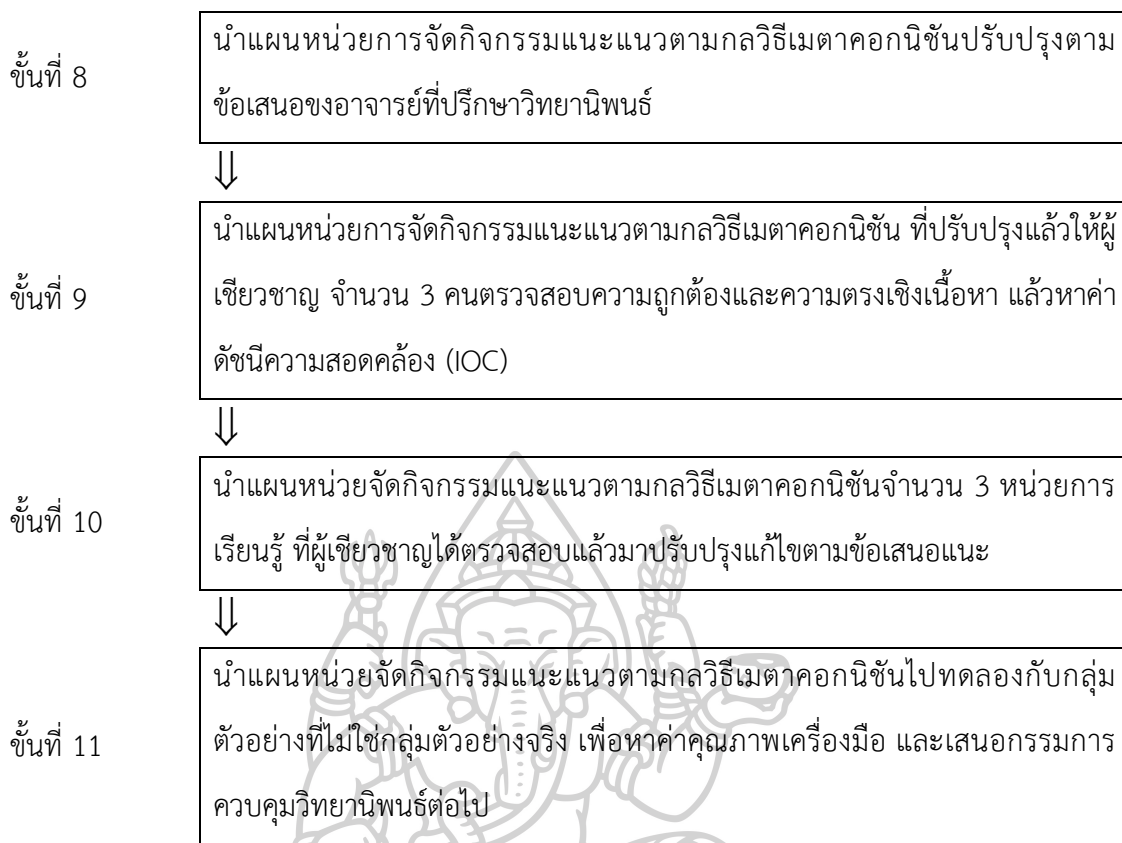 ขั้นที่ 8
นำแผนหน่วยการจัดกิจกรรมแนะแนวตามกลวิธีเมตาคอกนิชันปรับปรุงตาม
ข้อเสนอขงอาจารย์ที่ปรึกษาวิทยานิพนธ์
⇓
ขั้นที่ 9
นำแผนหน่วยการจัดกิจกรรมแนะแนวตามกลวิธีเมตาคอกนิชัน ที่ปรับปรุงแล้วให้ผู้
เชียวชาญ จำนวน 3 คนตรวจสอบความถูกต้องและความตรงเชิงเนื้อหา แล้วหาค่า
ดัชนีความสอดคล้อง (IOC)
⇓
ขั้นที่ 10
นำแผนหน่วยจัดกิจกรรมแนะแนวตามกลวิธีเมตาคอกนิชันจำนวน 3 หน่วยการ
เรียนรู้ ที่ผู้เชียวชาญได้ตรวจสอบแล้วมาปรับปรุงแก้ไขตามข้อเสนอแนะ
⇓
ขั้นที่ 11
นำแผนหน่วยจัดกิจกรรมแนะแนวตามกลวิธีเมตาคอกนิชันไปทดลองกับกลุ่ม
ตัวอย่างที่ไม่ใช่กลุ่มตัวอย่างจริง เพื่อหาค่าคุณภาพเครื่องมือ และเสนอกรรมการ
ควบคุมวิทยานิพนธ์ต่อไป